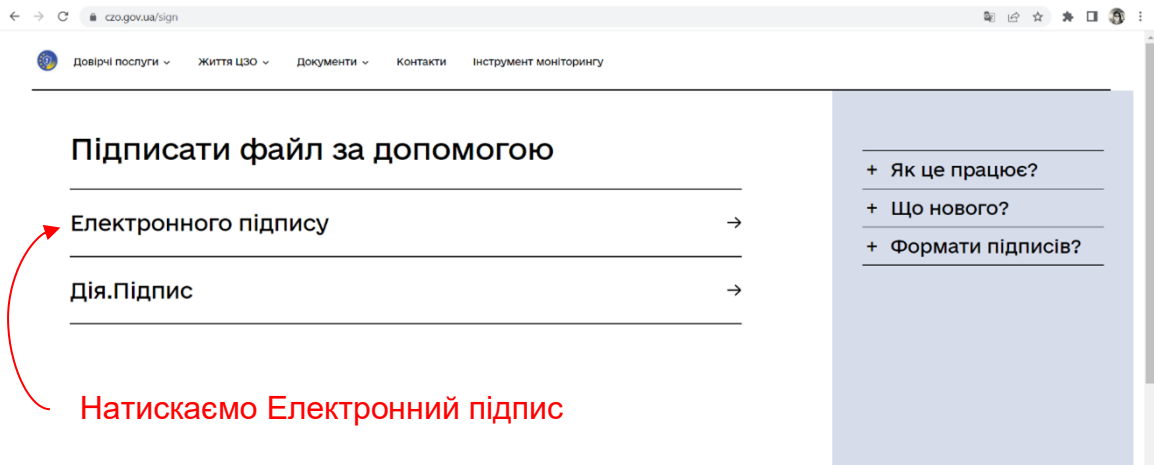 czo.gov.ua/sign
Довірчі послуги Життя ЦЗО Документи Контакти Інструмент моніторингу
Підписати файл за допомогою
Електронного підпису
Дія.Підпис
+ Як це працює?
+ Що нового?
+ Формати підписів?
Натискаємо Електронний підпис